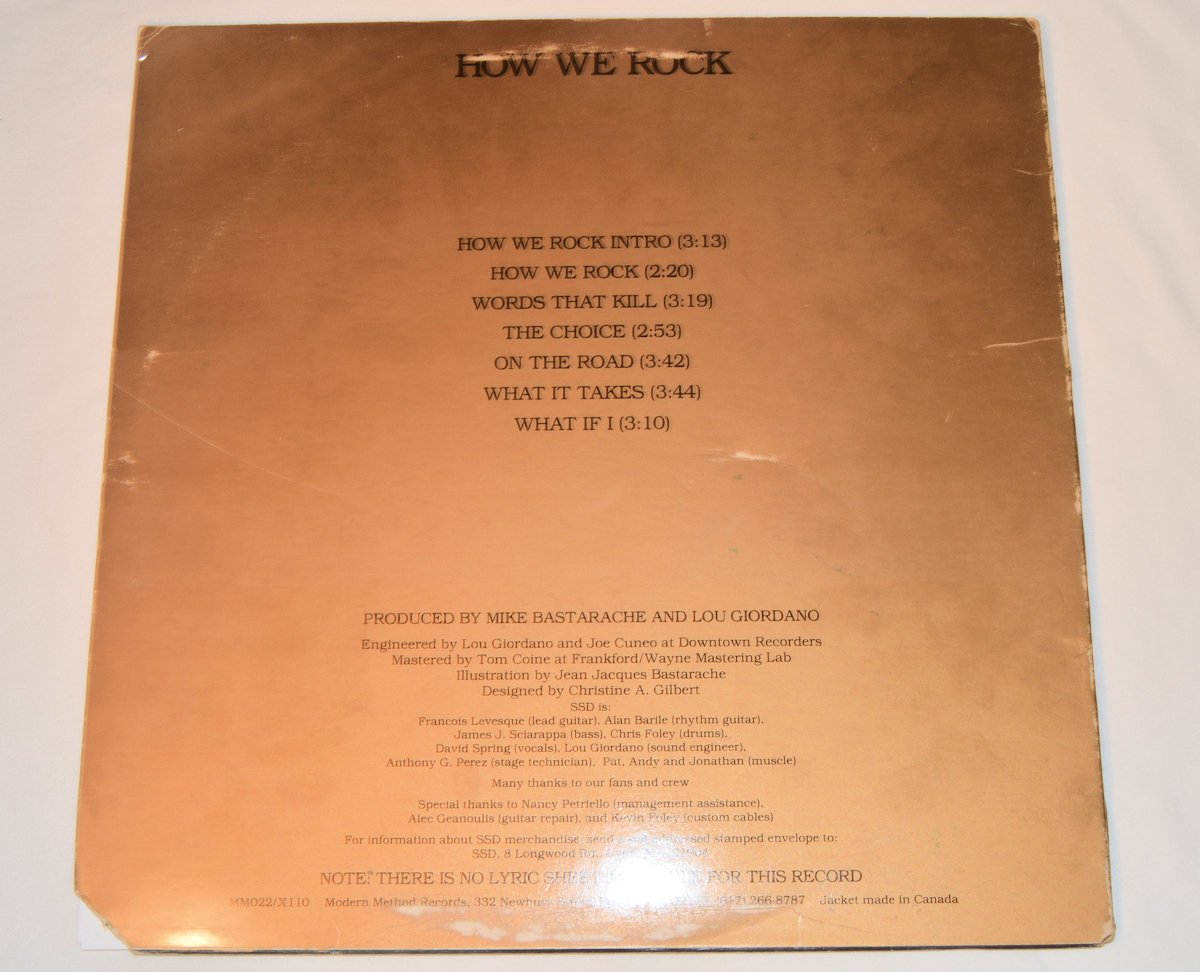 HOW WE ROCK
HOW WE ROCK INTRO (3:13)
HOW WE ROCK (2:20)
WORDS THAT KILL (3:19)
THE CHOICE (2:53)
ON THE ROAD (3:42)
WHAT IT TAKES (3:44)
WHAT IF I (3:10)
PRODUCED BY MIKE BASTARACHE AND LOU GIORDANO
Engineered by Lou Giordano and Joe Cuneo at Downtown Recorders
Mastered by Tom Coine at Frankford/Wayne Mastering Lab
Illustration by Jean Jacques Bastarache
Designed by Christine A. Gilbert
SSD is:
Francois Levesque (lead guitar), Alan Barile (rhythm guitar),
James J. Sciarappa (bass), Chris Foley (drums),
David Spring (vocals), Lou Giordano (sound engineer),
Anthony G. Perez (stage technician), Pat, Andy and Jonathan (muscle)
Many thanks to our fans and crew
Special thanks to Nancy Petriello (management assistance),
Alec Geanoulis (guitar repair), and Kevin Foley (custom cables)
For information about SSD merchandise send stamped envelope to:
SSD, 8 Longwood
NOTE: THERE IS NO LYRIC FOR THIS RECORD
MM022/X110 Modern Method Records, 332 266-8787 Jacket made in Canada